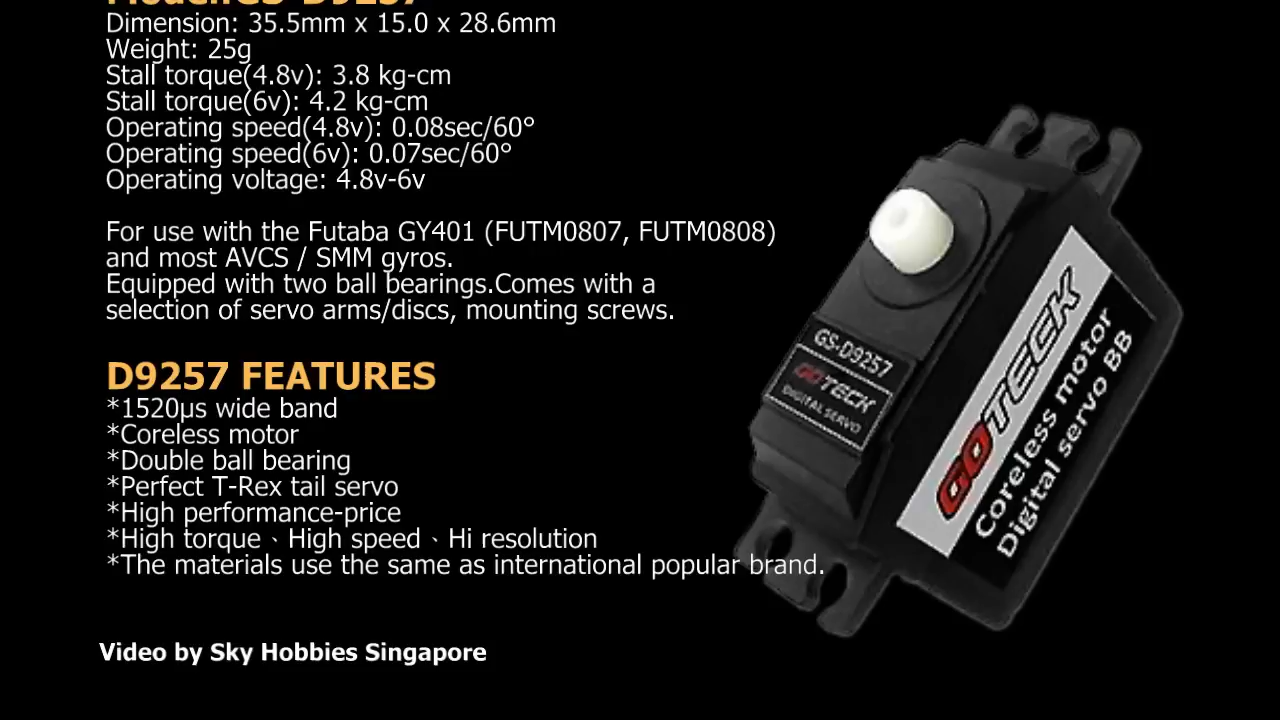 Model:GS-D9257
Dimension: 35.5mm x 15.0 x 28.6mm
Weight: 25g
Stall torque(4.8v): 3.8 kg-cm
Stall torque(6v): 4.2 kg-cm
Operating speed(4.8v): 0.08sec/60°
Operating speed(6v): 0.07sec/60°
Operating voltage: 4.8v-6v
For use with the Futaba GY401 (FUTM0807, FUTM0808)
and most AVCS / SMM gyros.
Equipped with two ball bearings.Comes with a
selection of servo arms/discs, mounting screws.
D9257 FEATURES
*1520µs wide band
*Coreless motor
*Double ball bearing
*Perfect T-Rex tail servo
*High performance-price
*High torque、High speed、Hi resolution
*The materials use the same as international popular brand.
Video by Sky Hobbies Singapore
GS-D9257
GOTECK
DIGITAL SERVO
GOTECK
Coreless motor
Digital servo BB